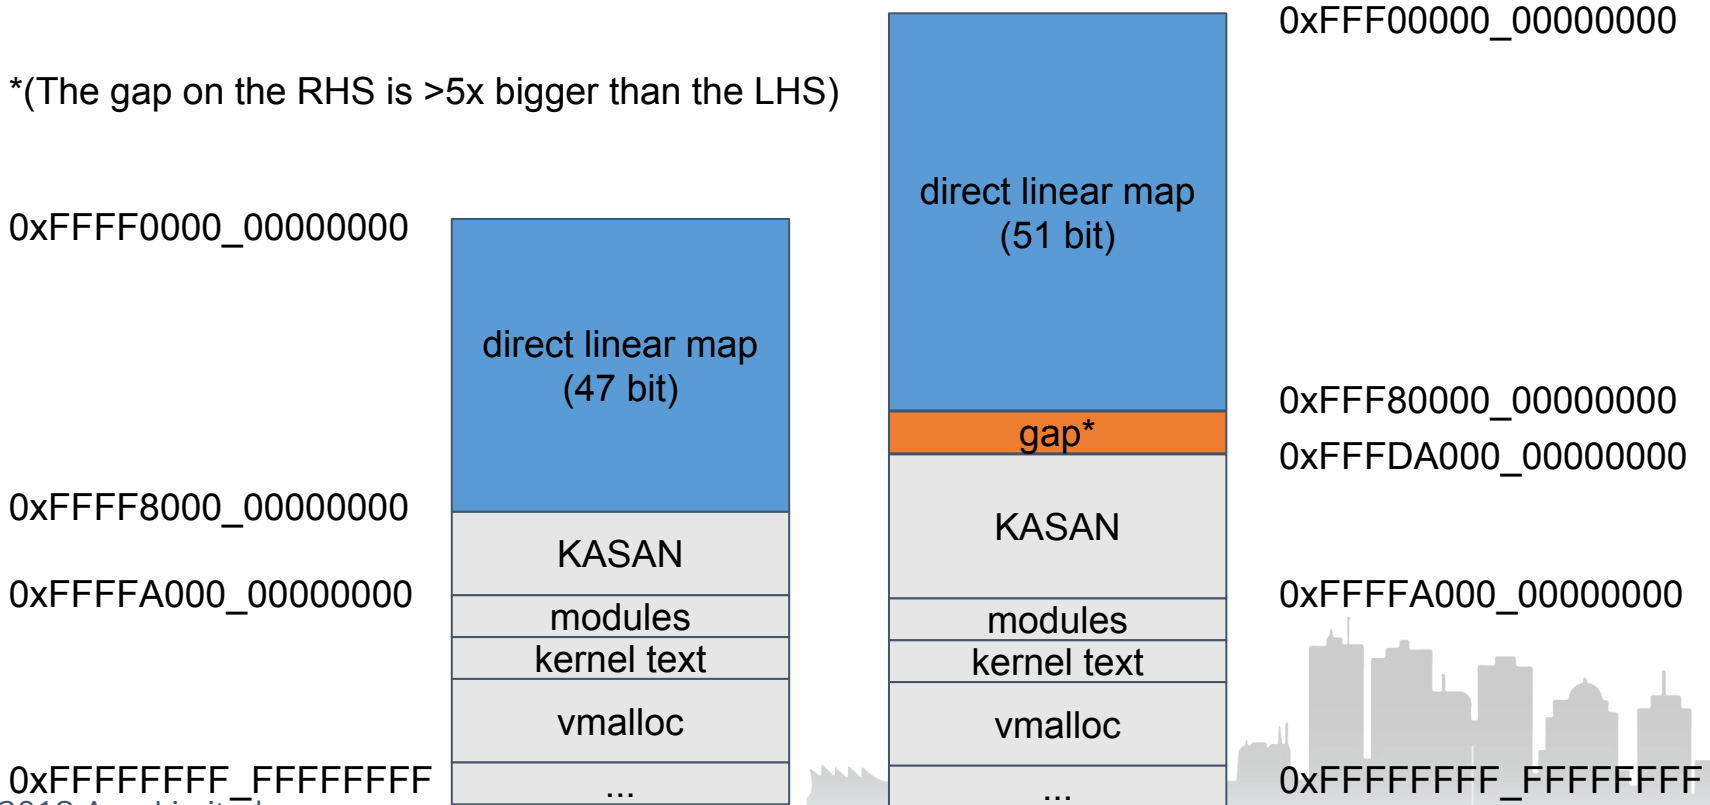 0xFFF00000_00000000
*(The gap on the RHS is >5x bigger than the LHS)
direct linear map
(51 bit)
0xFFFF0000_00000000
direct linear map
(47 bit)
0xFFF80000_00000000
gap*
0xFFFDA000_00000000
0xFFFF8000_00000000
KASAN
KASAN
0xFFFFA000_00000000
0xFFFFA000_00000000
modules
modules
kernel text
kernel text
vmalloc
vmalloc
0xFFFFFFFF_FFFFFFFF
0xFFFFFFFF_FFFFFFFF
...
...